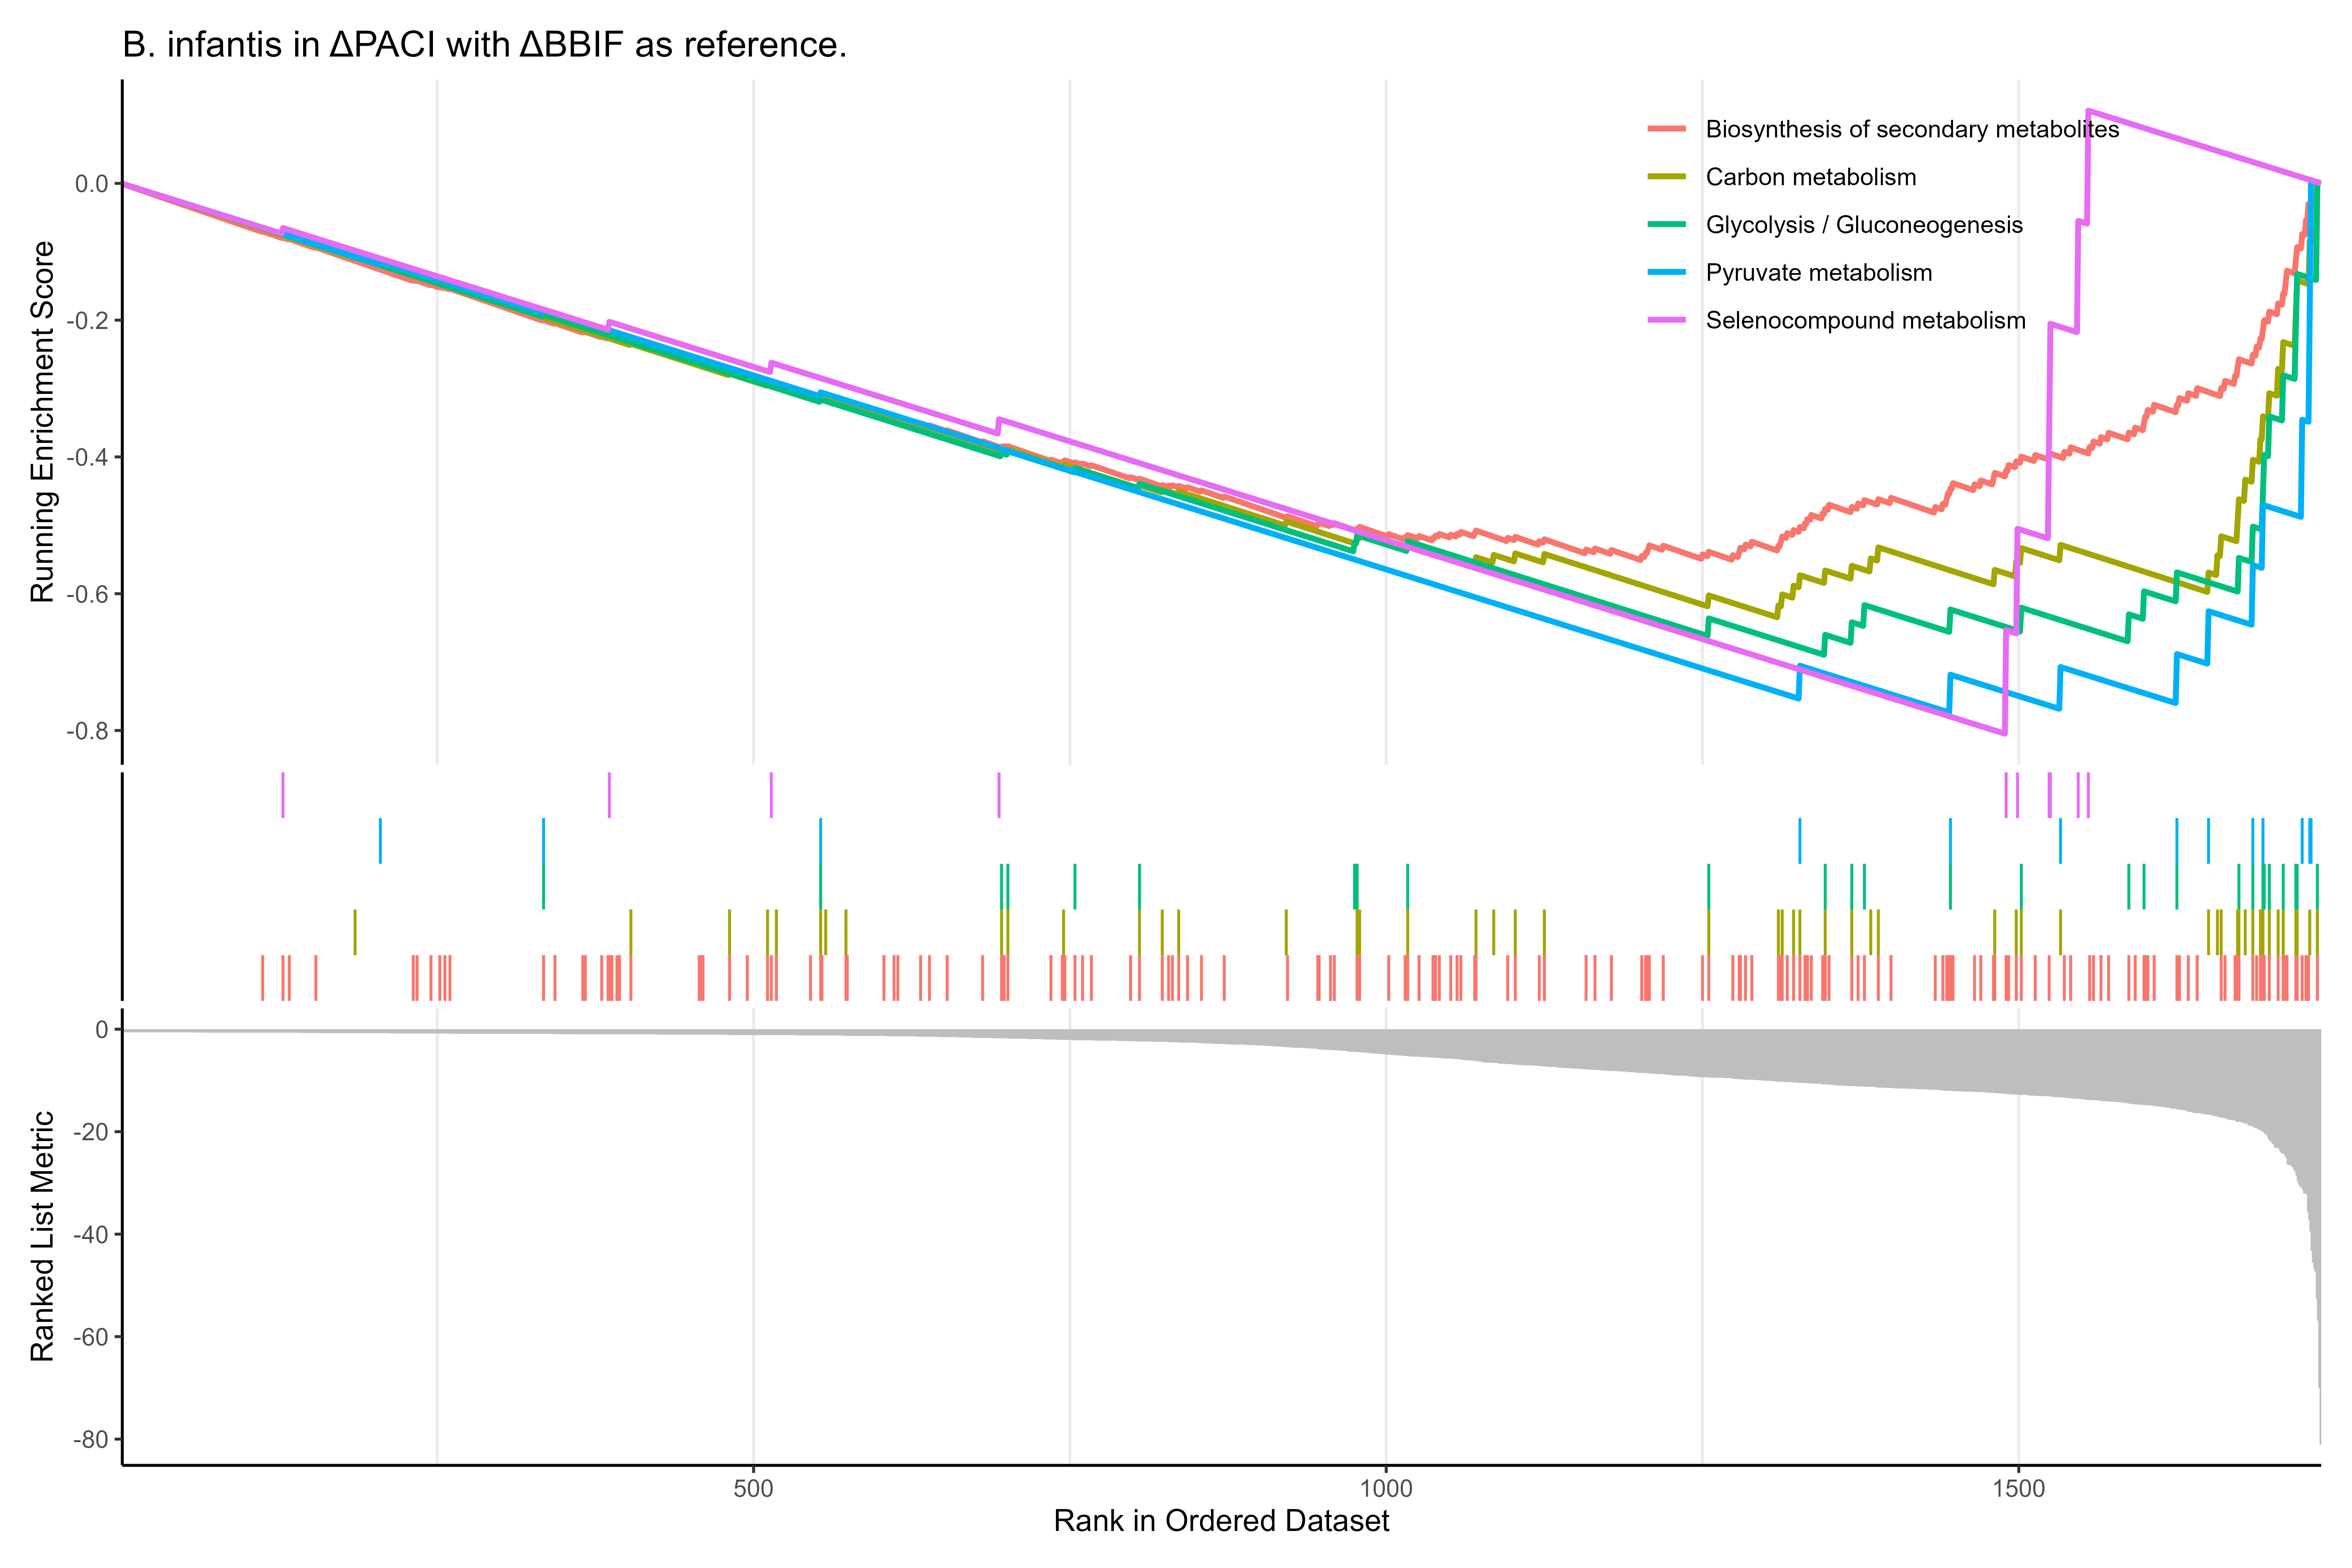 B. infantis in ΔPACI with ΔBBIF as reference.
Running Enrichment Score
0.0
-0.2
-0.4
-0.6
-0.8
Biosynthesis of secondary metabolites
Carbon metabolism
Glycolysis / Gluconeogenesis
Pyruvate metabolism
Selenocompound metabolism
Ranked List Metric
0
-20
-40
-60
-80
500
1000
1500
Rank in Ordered Dataset